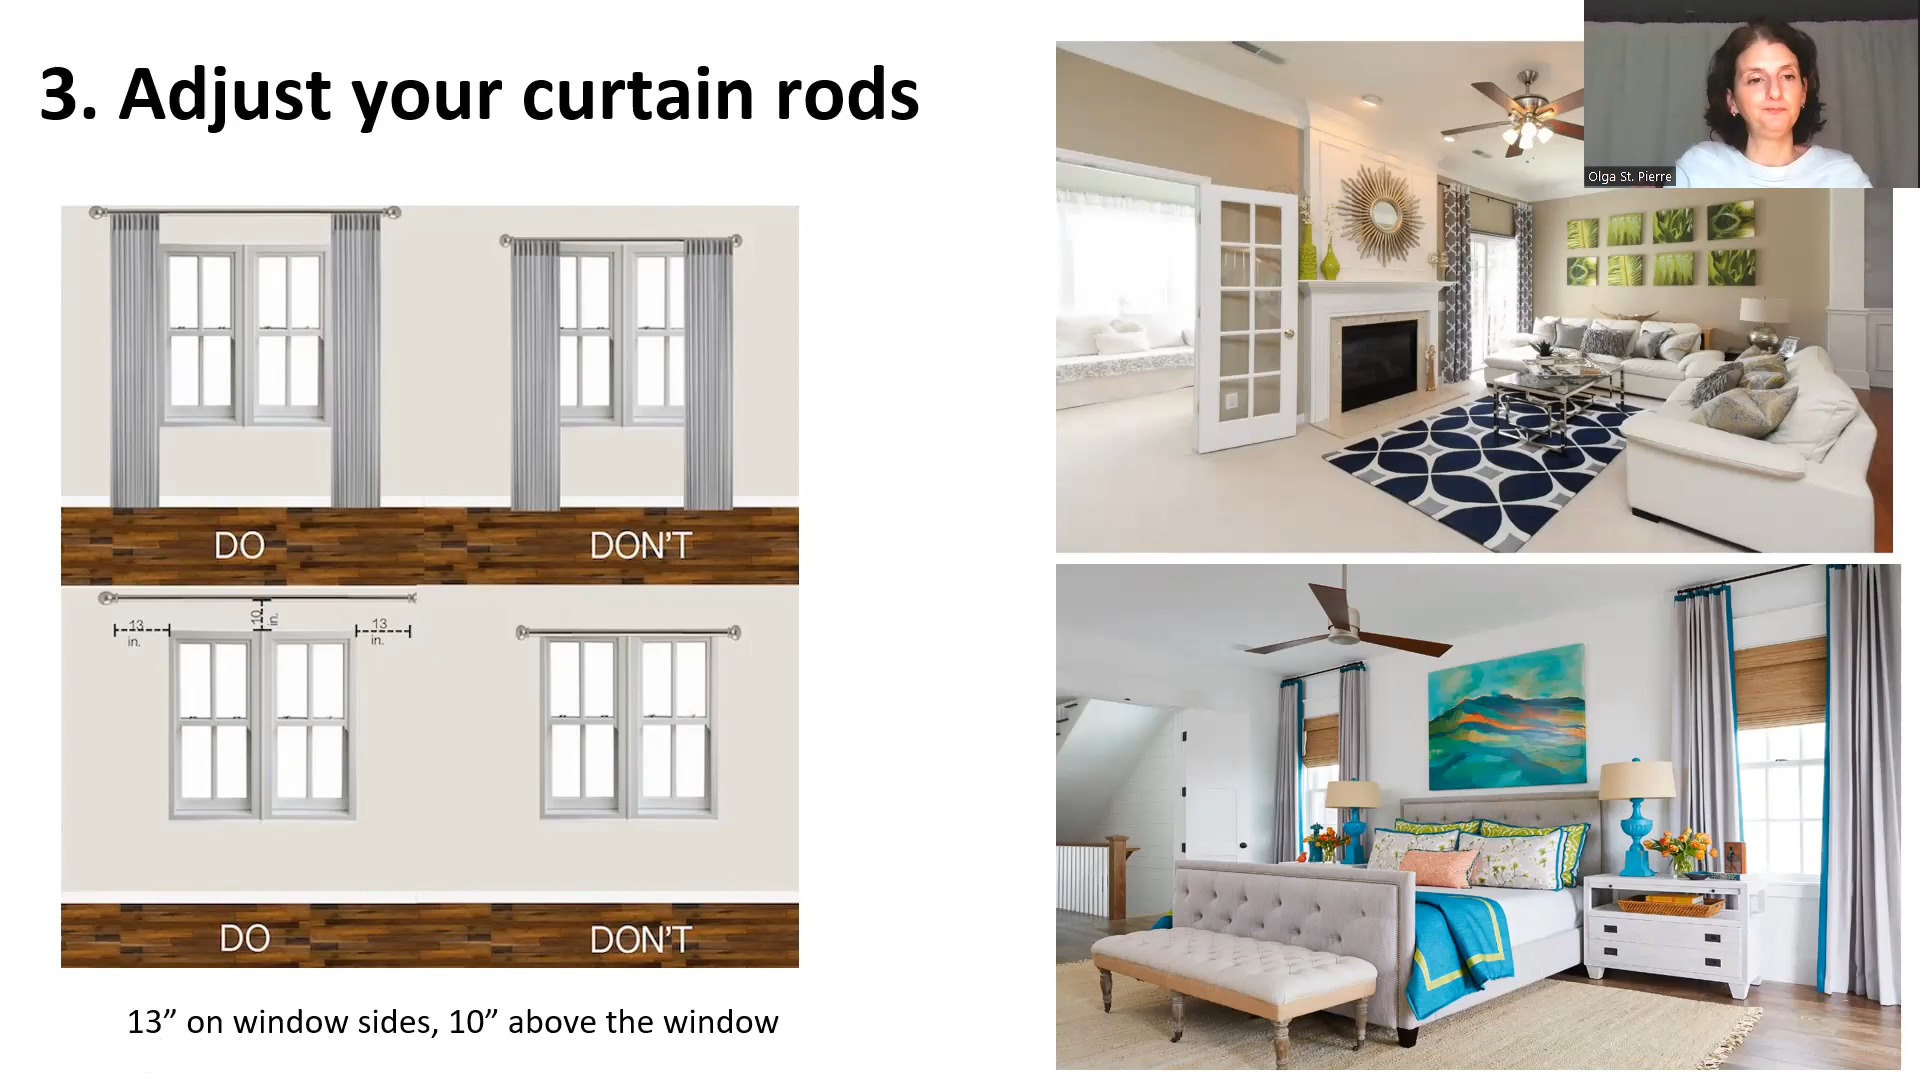 3. Adjust your curtain rods
Olga St. Pierre
DO
DON'T
13
in.
10
in.
13
in.
DO
DON'T
13” on window sides, 10” above the window